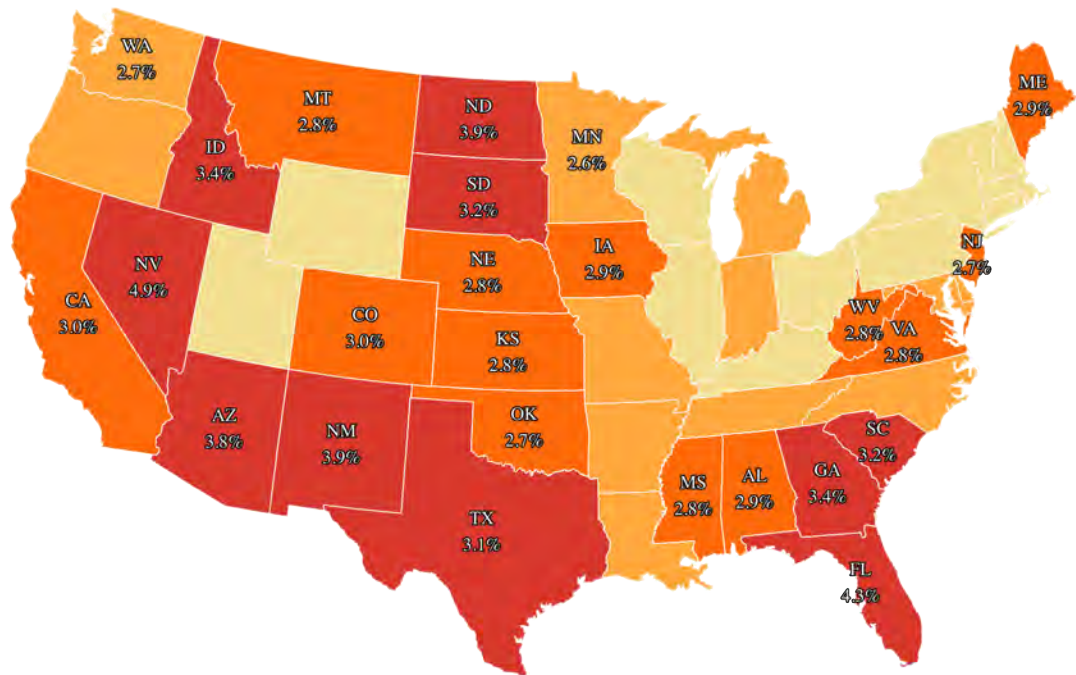 WA
2.7%
MT
2.8%
ND
3.9%
MN
2.6%
ME
2.9%
ID
3.4%
SD
3.2%
NV
4.9%
NE
2.8%
IA
2.9%
NJ
2.7%
CA
3.0%
CO
3.0%
KS
2.8%
WV
2.8%
VA
2.8%
AZ
3.8%
NM
3.9%
OK
2.7%
MS
2.8%
AL
2.9%
GA
3.4%
SC
3.2%
TX
3.1%
FL
4.3%